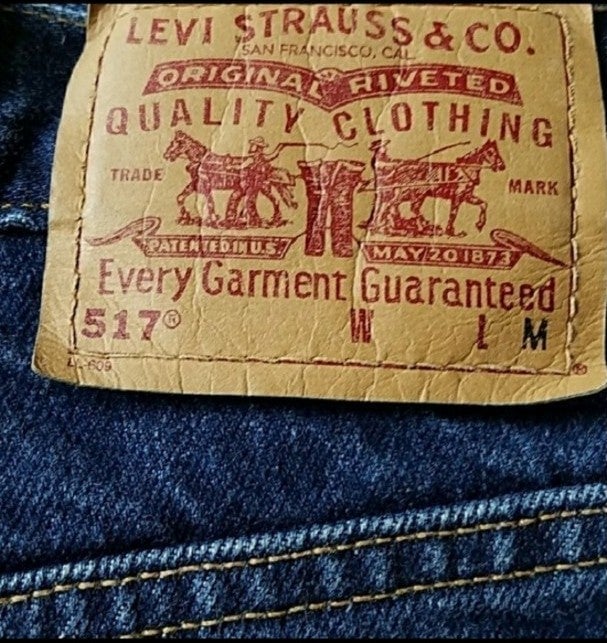 LEVI STRAUSS & CO.
SAN FRANCISCO, CAL
ORIGINAL RIVETED
QUALITY CLOTHING
TRADE MARK
PATENTED IN U.S. MAY 20 1873
Every Garment Guaranteed
517® W L M
®